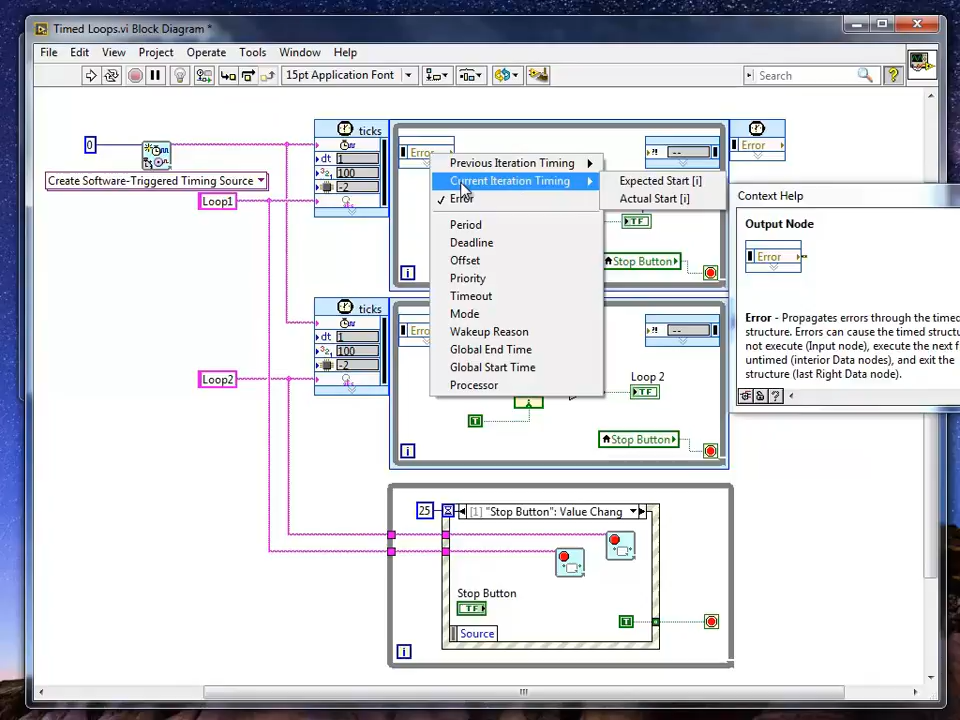 Timed Loops.vi Block Diagram *
File Edit View Project Operate Tools Window Help
15pt Application Font
Search
?
ticks
0
Error
?! --
Error
dt 1
100
-2
Create Software-Triggered Timing Source
Loop1
Previous Iteration Timing
Current Iteration Timing
✓ Error
Expected Start [i]
Actual Start [i]
TF
Period
Deadline
Offset
Priority
Timeout
Mode
Wakeup Reason
Global End Time
Global Start Time
Processor
Stop Button
i
Context Help
Output Node
Error
Error - Propagates errors through the timed
structure. Errors can cause the timed structu
not execute (Input node), execute the next f
untimed (interior Data nodes), and exit the
structure (last Right Data node).
?
ticks
dt 1
100
-2
Erro
?! --
Loop2
Loop 2
TF
T
Stop Button
i
25
[1] "Stop Button": Value Chang
Stop Button
TF
T
Source
i